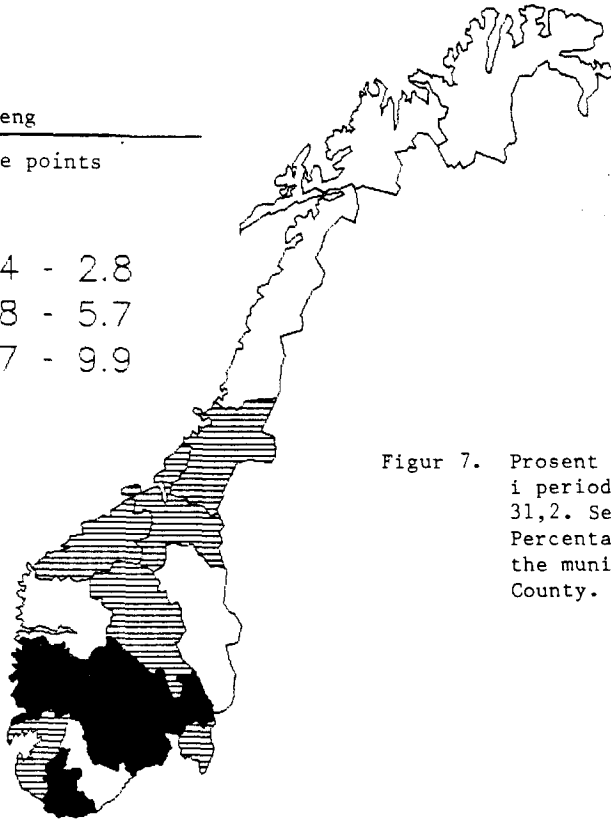 eng
e points
4 - 2.8
8 - 5.7
7 - 9.9
Figur 7. Prosent
i period
31,2. Se
Percenta
the muni
County.